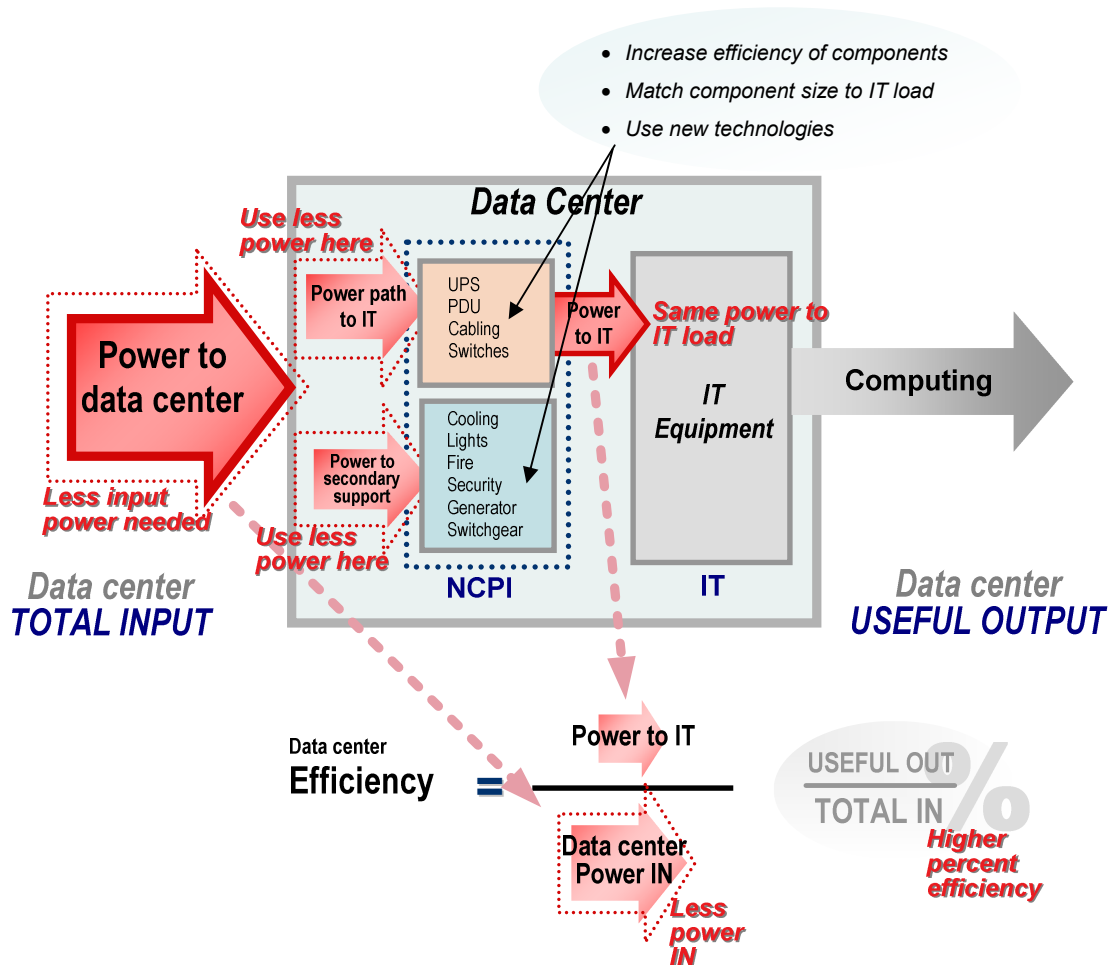 • Increase efficiency of components
• Match component size to IT load
• Use new technologies
Data Center
Use less
power here
Power path
to IT
UPS
PDU
Cabling
Switches
Power
to IT
Same power to
IT load
Power to
data center
Computing
IT
Equipment
Cooling
Lights
Fire
Security
Generator
Switchgear
Power to
secondary
support
Less input
power needed
Use less
power here
NCPI
IT
Data center
TOTAL INPUT
Data center
USEFUL OUTPUT
Data center
Efficiency
=
Power to IT
Data center
Power IN
Less
power
IN
USEFUL OUT
TOTAL IN
%
Higher
percent
efficiency